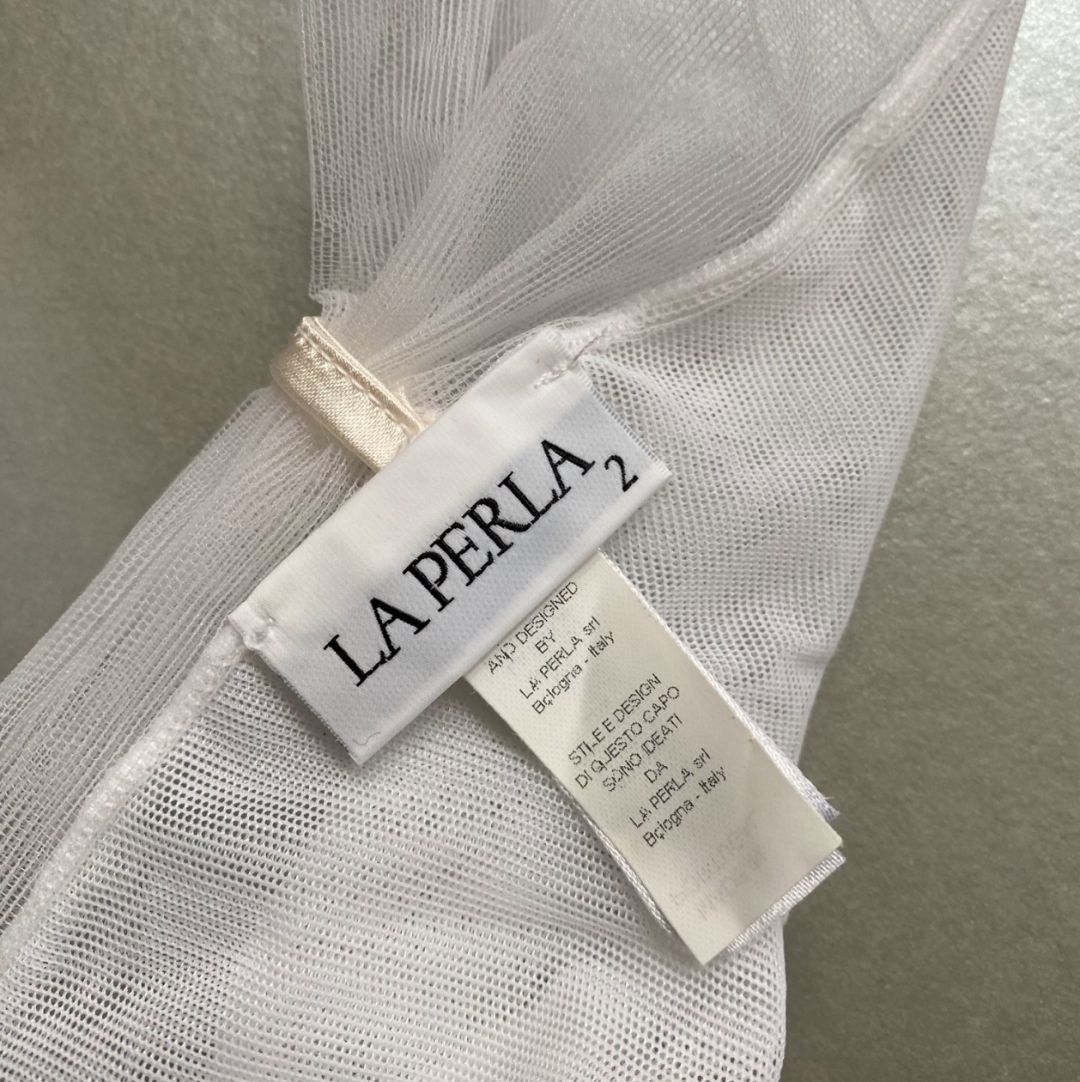 LA PERLA
2
AND DESIGNED
BY
LA PERLA srl
Bologna - Italy
STILE E DESIGN
DI QUESTO CAPO
SONO IDEATI
DA
LA PERLA srl
Bologna - Italy